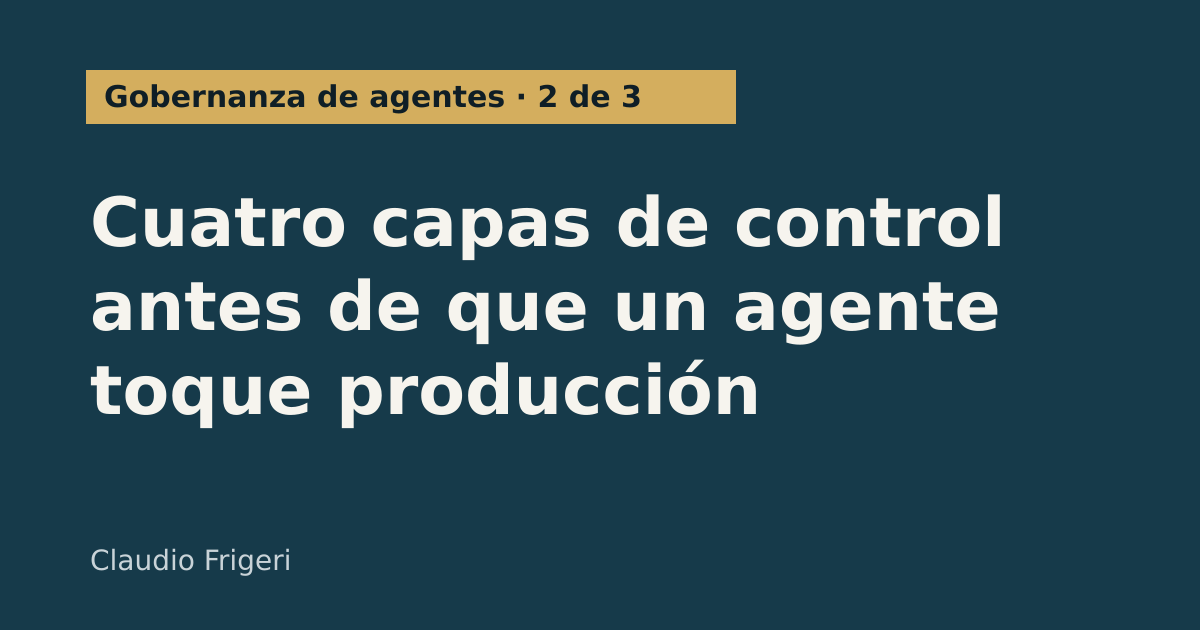 Gobernanza de agentes · 2 de 3
Cuatro capas de control
antes de que un agente
toque producción
Claudio Frigeri